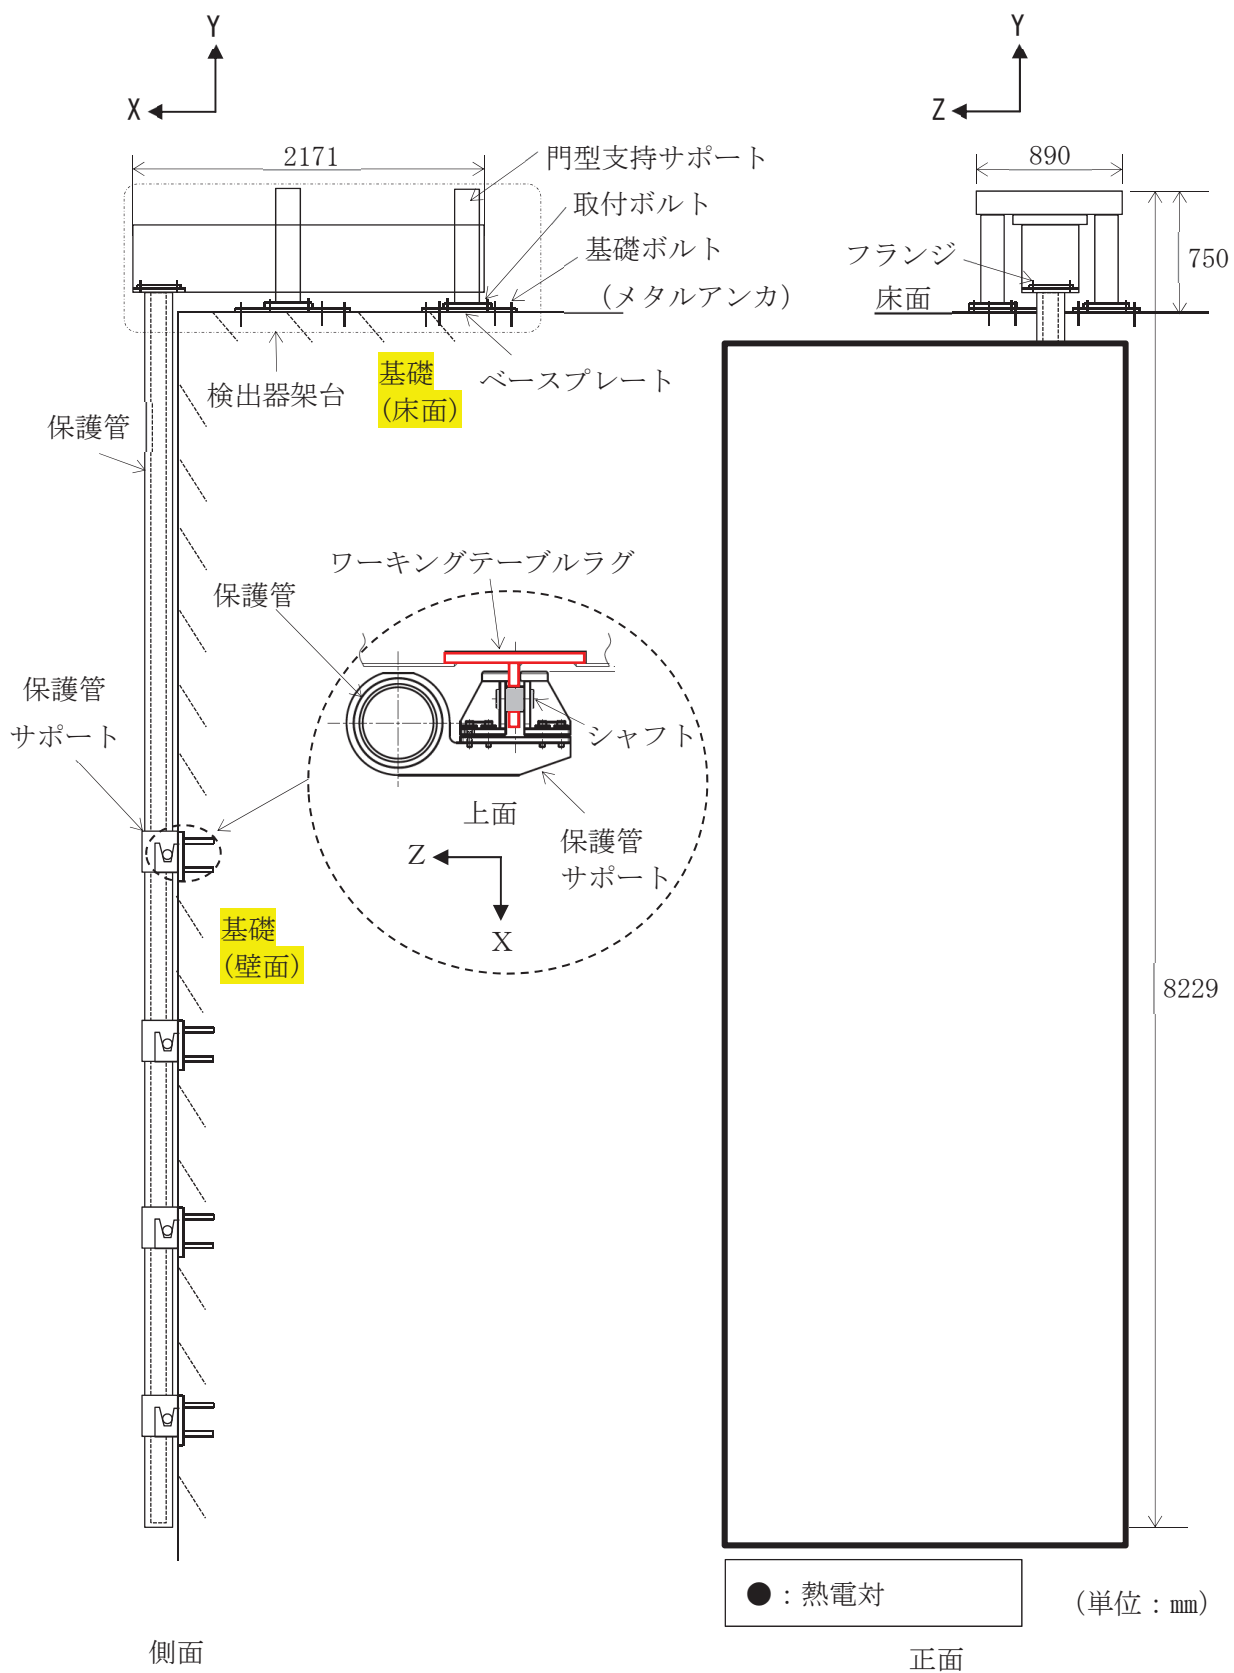 Y
X
Y
Z
2171
890
門型支持サポート
取付ボルト
基礎ボルト
(メタルアンカ)
フランジ
床面
750
検出器架台
基礎
(床面)
ベースプレート
保護管
ワーキングテーブルラグ
保護管
保護管
サポート
シャフト
上面
保護管
サポート
Z
X
基礎
(壁面)
8229
●:熱電対
(単位:mm)
側面
正面